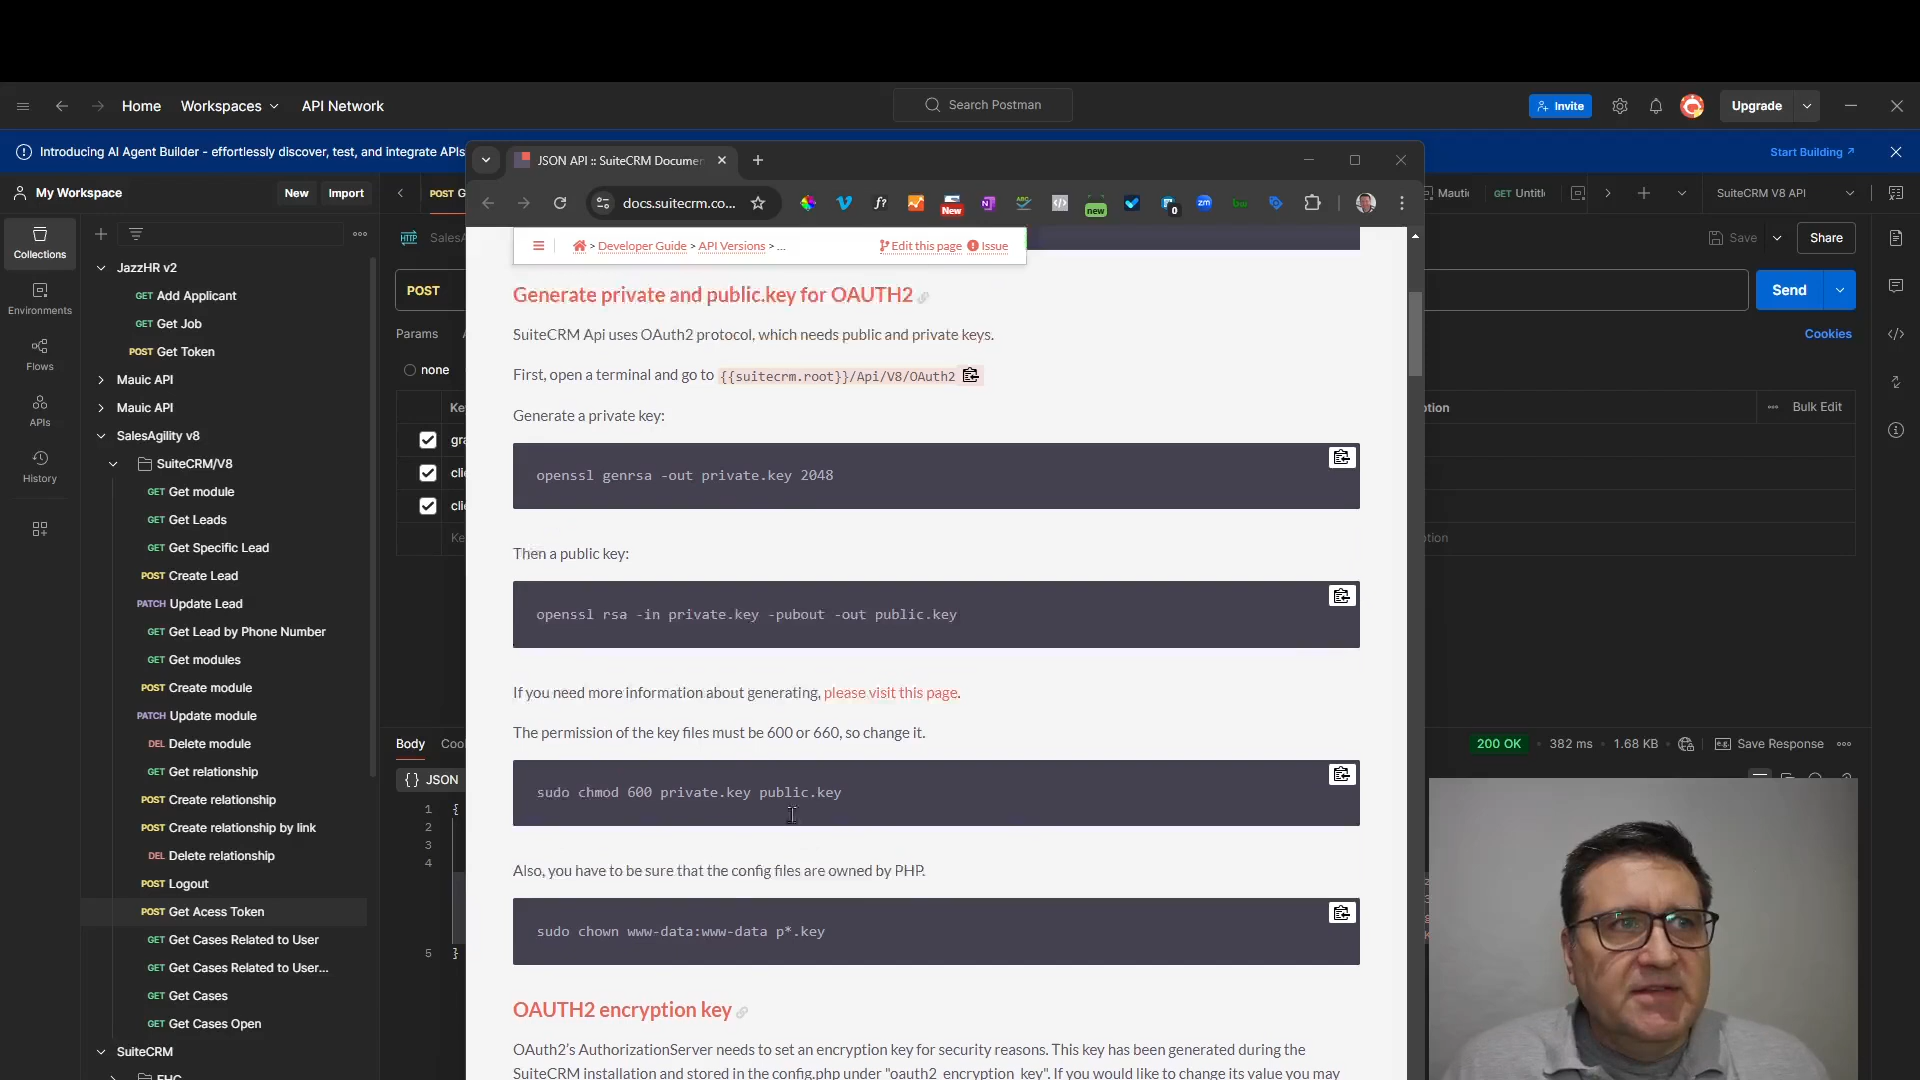 Home
Workspaces
API Network
Search Postman
Invite
Upgrade
Introducing AI Agent Builder - effortlessly discover, test, and integrate APIs
Start Building
My Workspace
New
Import
POST G
JSON API :: SuiteCRM Documen
docs.suitecrm.co...
Mautic
GET Untitl
SuiteCRM V8 API
HTTP
SalesA
Save
Share
POST
Send
Params
Cookies
none
Bulk Edit
Collections
Environments
Flows
APIs
History
JazzHR v2
GET Add Applicant
GET Get Job
POST Get Token
Mauic API
Mauic API
SalesAgility v8
SuiteCRM/V8
GET Get module
GET Get Leads
GET Get Specific Lead
POST Create Lead
PATCH Update Lead
GET Get Lead by Phone Number
GET Get modules
POST Create module
PATCH Update module
DEL Delete module
GET Get relationship
POST Create relationship
POST Create relationship by link
DEL Delete relationship
POST Logout
POST Get Acess Token
GET Get Cases Related to User
GET Get Cases Related to User...
GET Get Cases
GET Get Cases Open
SuiteCRM
> Developer Guide > API Versions > ...
Edit this page
Issue
Generate private and public.key for OAUTH2
SuiteCRM Api uses OAuth2 protocol, which needs public and private keys.
First, open a terminal and go to {{suitecrm.root}}/Api/V8/OAuth2
Generate a private key:
openssl genrsa -out private.key 2048
Then a public key:
openssl rsa -in private.key -pubout -out public.key
If you need more information about generating, please visit this page.
The permission of the key files must be 600 or 660, so change it.
sudo chmod 600 private.key public.key
Also, you have to be sure that the config files are owned by PHP.
sudo chown www-data:www-data p*.key
OAUTH2 encryption key
OAuth2's AuthorizationServer needs to set an encryption key for security reasons. This key has been generated during the
SuiteCRM installation and stored in the config.php under "oauth2_encryption_key". If you would like to change its value you may
Body
{ } JSON
1 {
2
3
4
5 }
200 OK
382 ms
1.68 KB
Save Response
new
New
0
zm